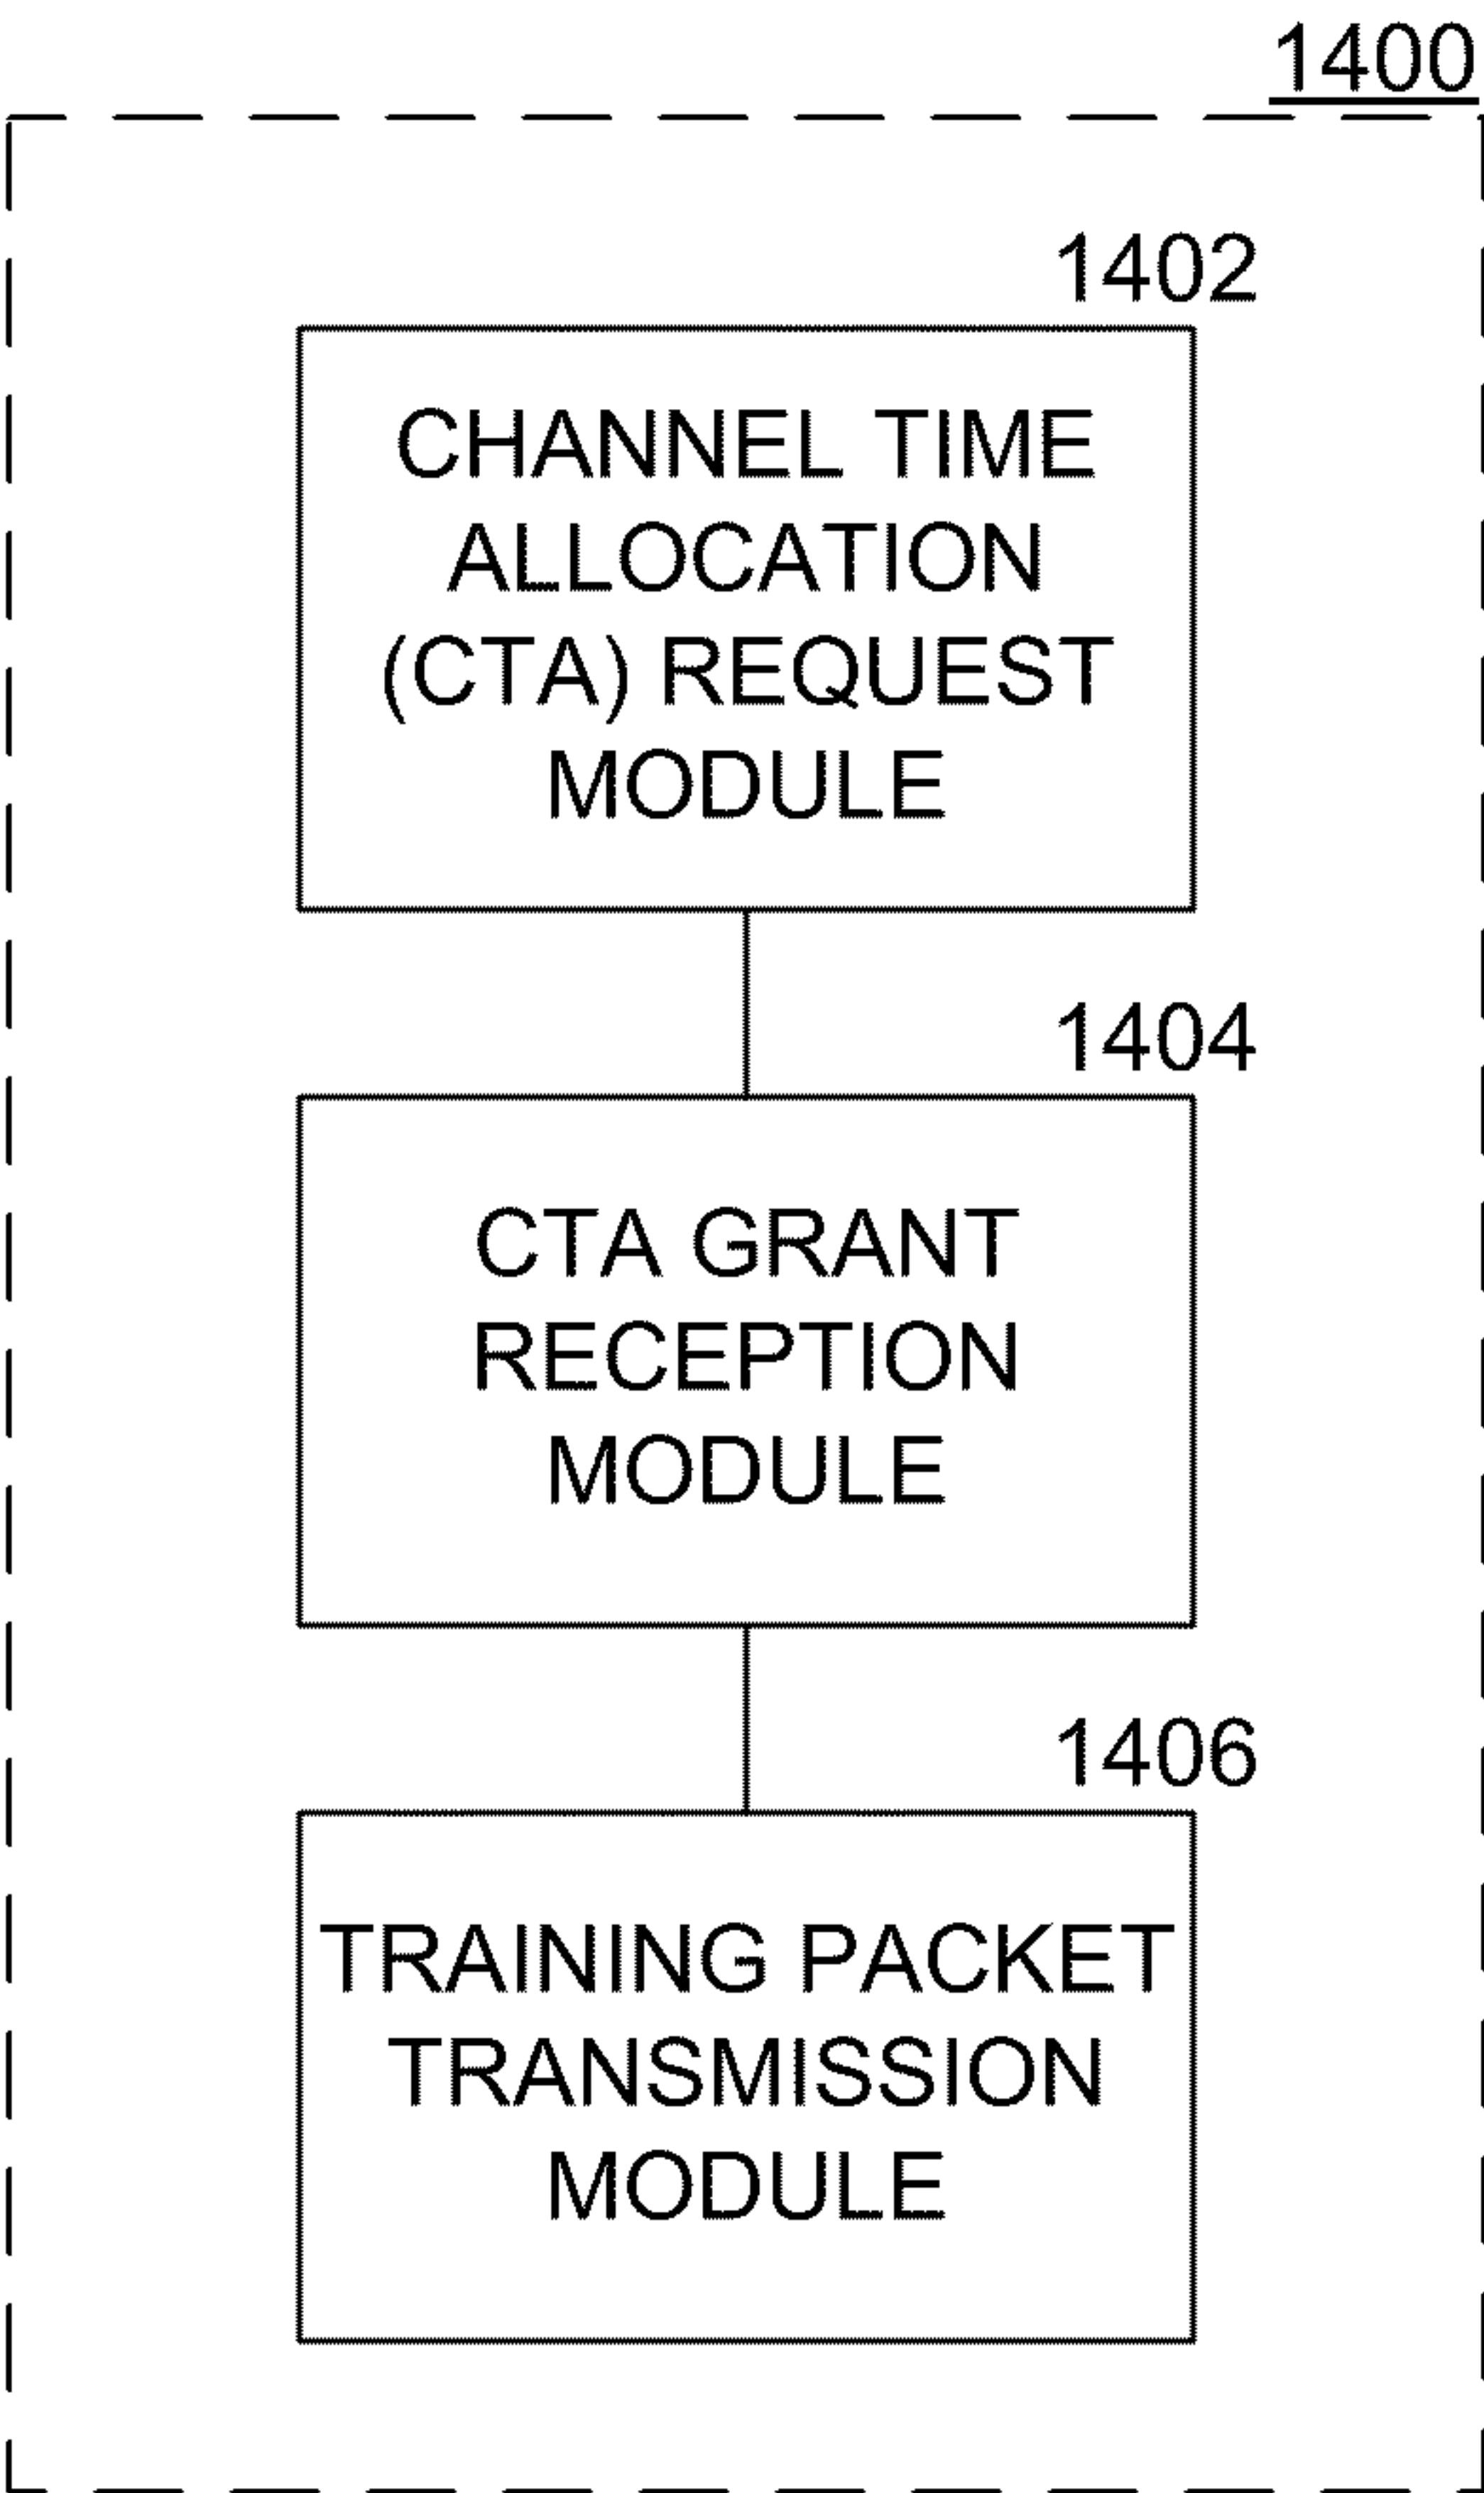 1400
1402
CHANNEL TIME
ALLOCATION
(CTA) REQUEST
MODULE
1404
CTA GRANT
RECEPTION
MODULE
1406
TRAINING PACKET
TRANSMISSION
MODULE